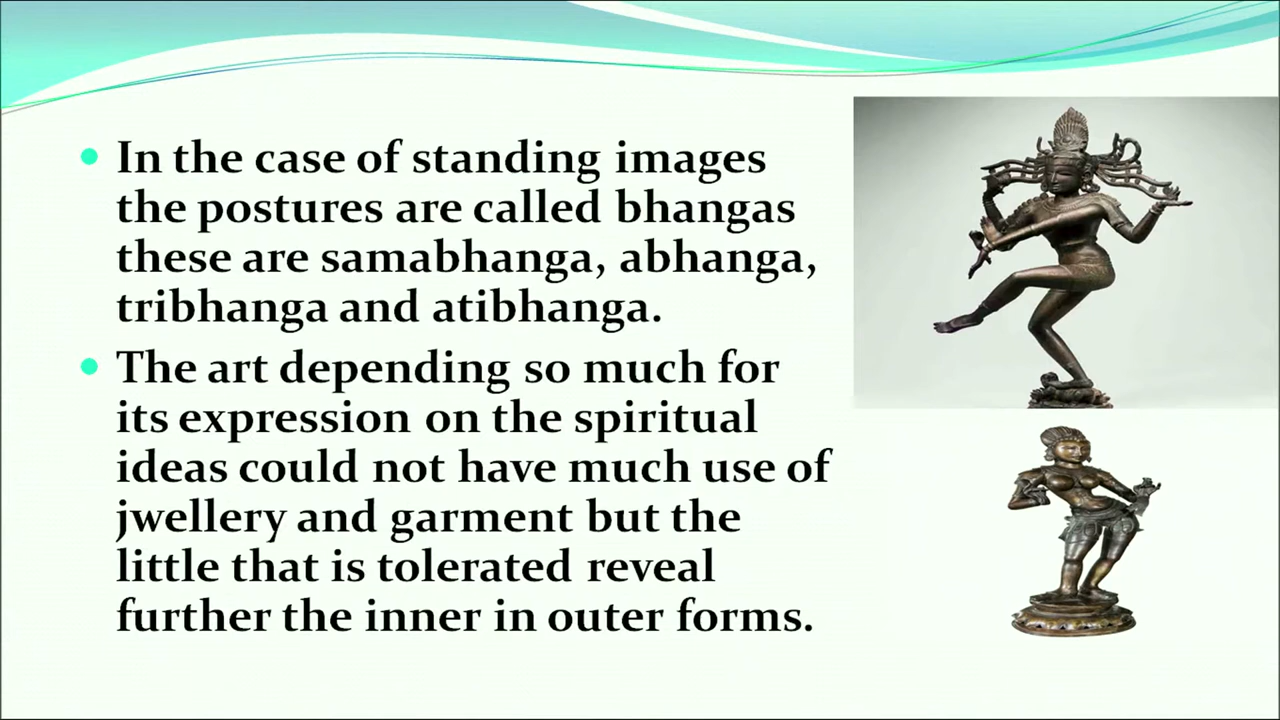 In the case of standing images
the postures are called bhangas
these are samabhanga, abhanga,
tribhanga and atibhanga.
The art depending so much for
its expression on the spiritual
ideas could not have much use of
jwellery and garment but the
little that is tolerated reveal
further the inner in outer forms.